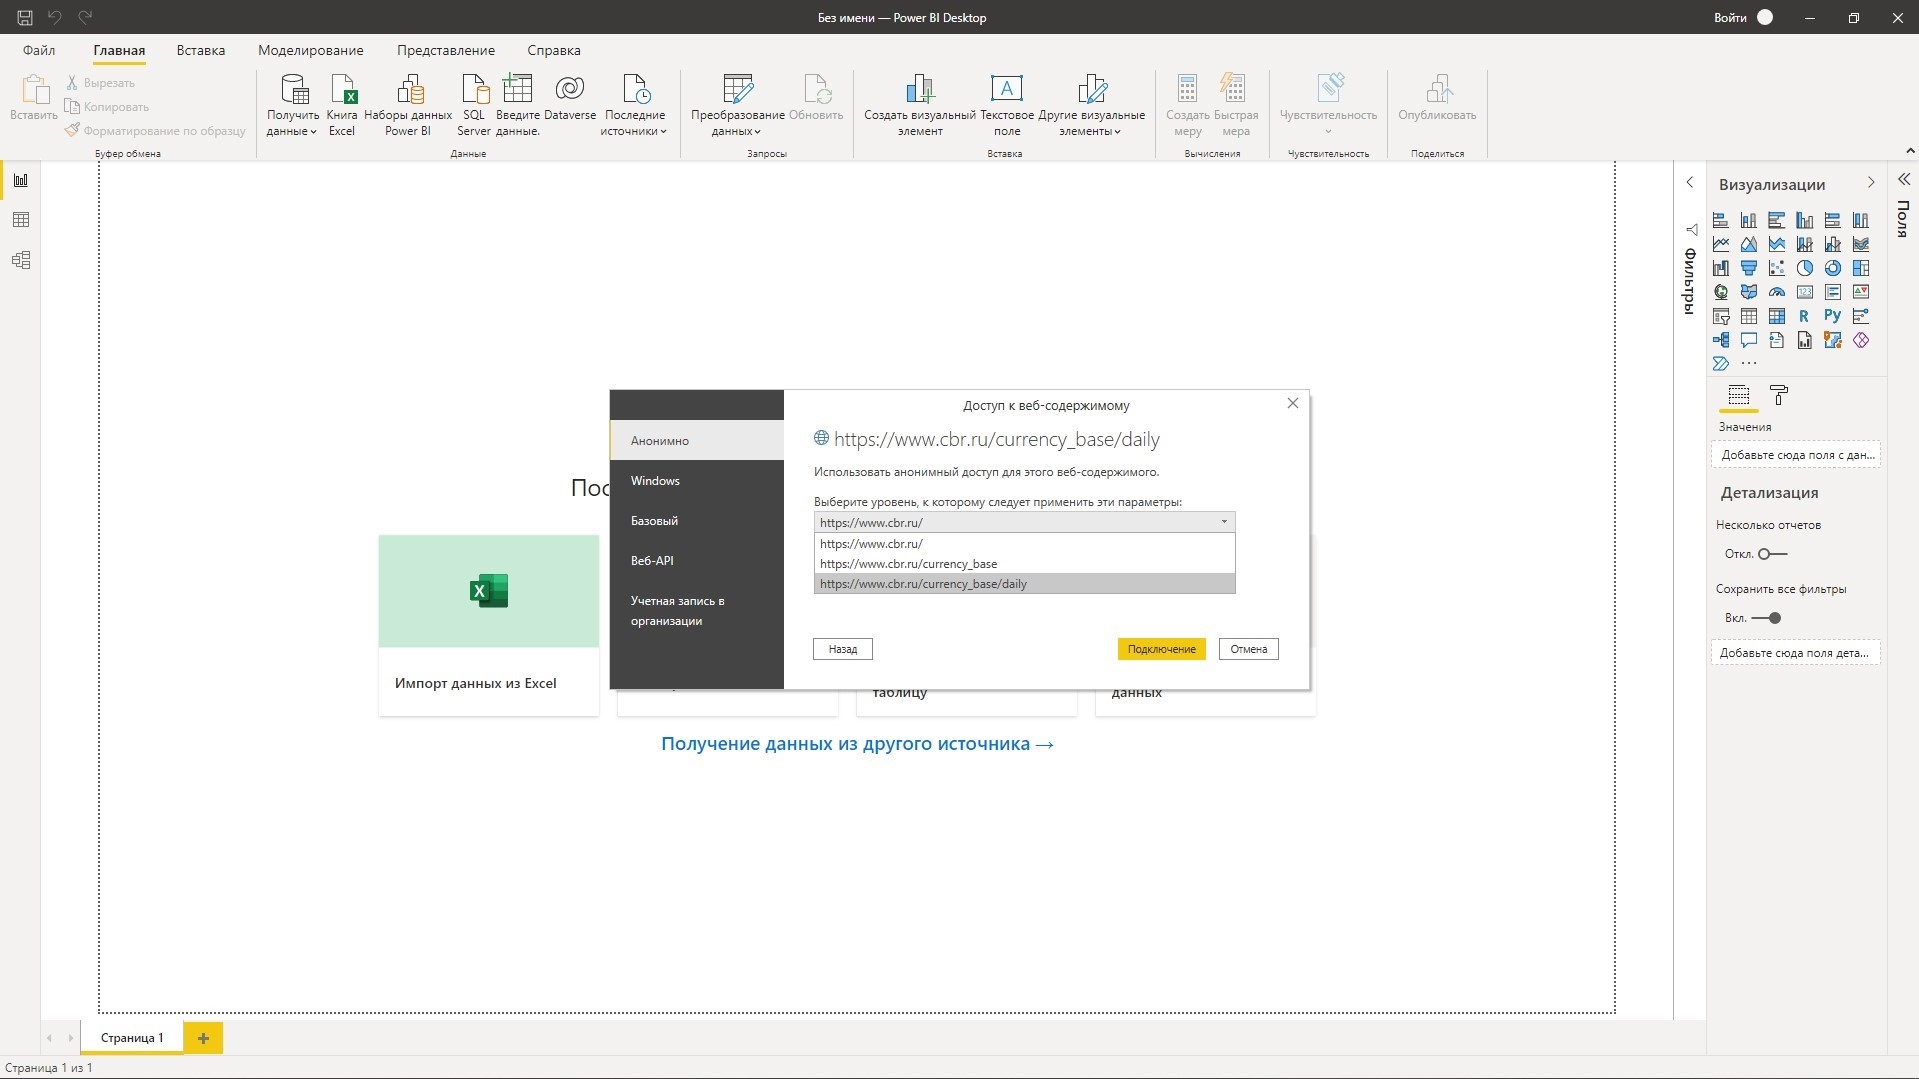 Без имени — Power BI Desktop
Войти
Файл
Главная
Вставка
Моделирование
Представление
Справка
Вставить
Вырезать
Копировать
Форматирование по образцу
Буфер обмена
Получить данные
Книга Excel
Наборы данных Power BI
SQL Server
Введите данные.
Dataverse
Последние источники
Данные
Преобразование данных
Обновить
Запросы
Создать визуальный элемент
Текстовое поле
Другие визуальные элементы
Вставка
Создать меру
Быстрая мера
Вычисления
Чувствительность
Чувствительность
Опубликовать
Поделиться
Фильтры
Визуализации
R
Py
123
Значения
Добавьте сюда поля с дан...
Детализация
Несколько отчетов
Откл.
Сохранить все фильтры
Вкл.
Добавьте сюда поля дета...
Поля
Пос
Доступ к веб-содержимому
Анонимно
Windows
Базовый
Веб-API
Учетная запись в
организации
https://www.cbr.ru/currency_base/daily
Использовать анонимный доступ для этого веб-содержимого.
Выберите уровень, к которому следует применить эти параметры:
https://www.cbr.ru/
https://www.cbr.ru/
https://www.cbr.ru/currency_base
https://www.cbr.ru/currency_base/daily
Назад
Подключение
Отмена
Импорт данных из Excel
таблицу
данных
Получение данных из другого источника →
Страница 1
Страница 1 из 1